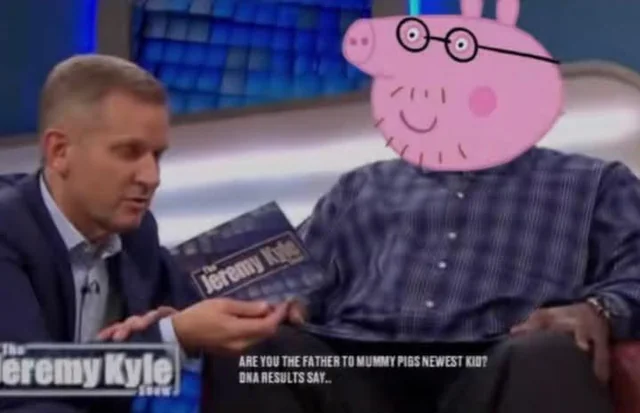 The
Jeremy Kyle
The
Jeremy Kyle
SHOW
ARE YOU THE FATHER TO MUMMY PIGS NEWEST KID?
DNA RESULTS SAY..